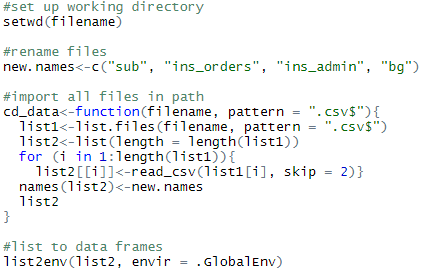 #set up working directory
setwd(filename)

#rename files
new.names<-c("sub", "ins_orders", "ins_admin", "bg")

#import all files in path
cd_data<-function(filename, pattern = ".csv$"){
  list1<-list.files(filename, pattern = ".csv$")
  list2<-list(length = length(list1))
  for (i in 1:length(list1)){
    list2[[i]]<-read_csv(list1[i], skip = 2)}
  names(list2)<-new.names
  list2
}

#list to data frames
list2env(list2, envir = .GlobalEnv)